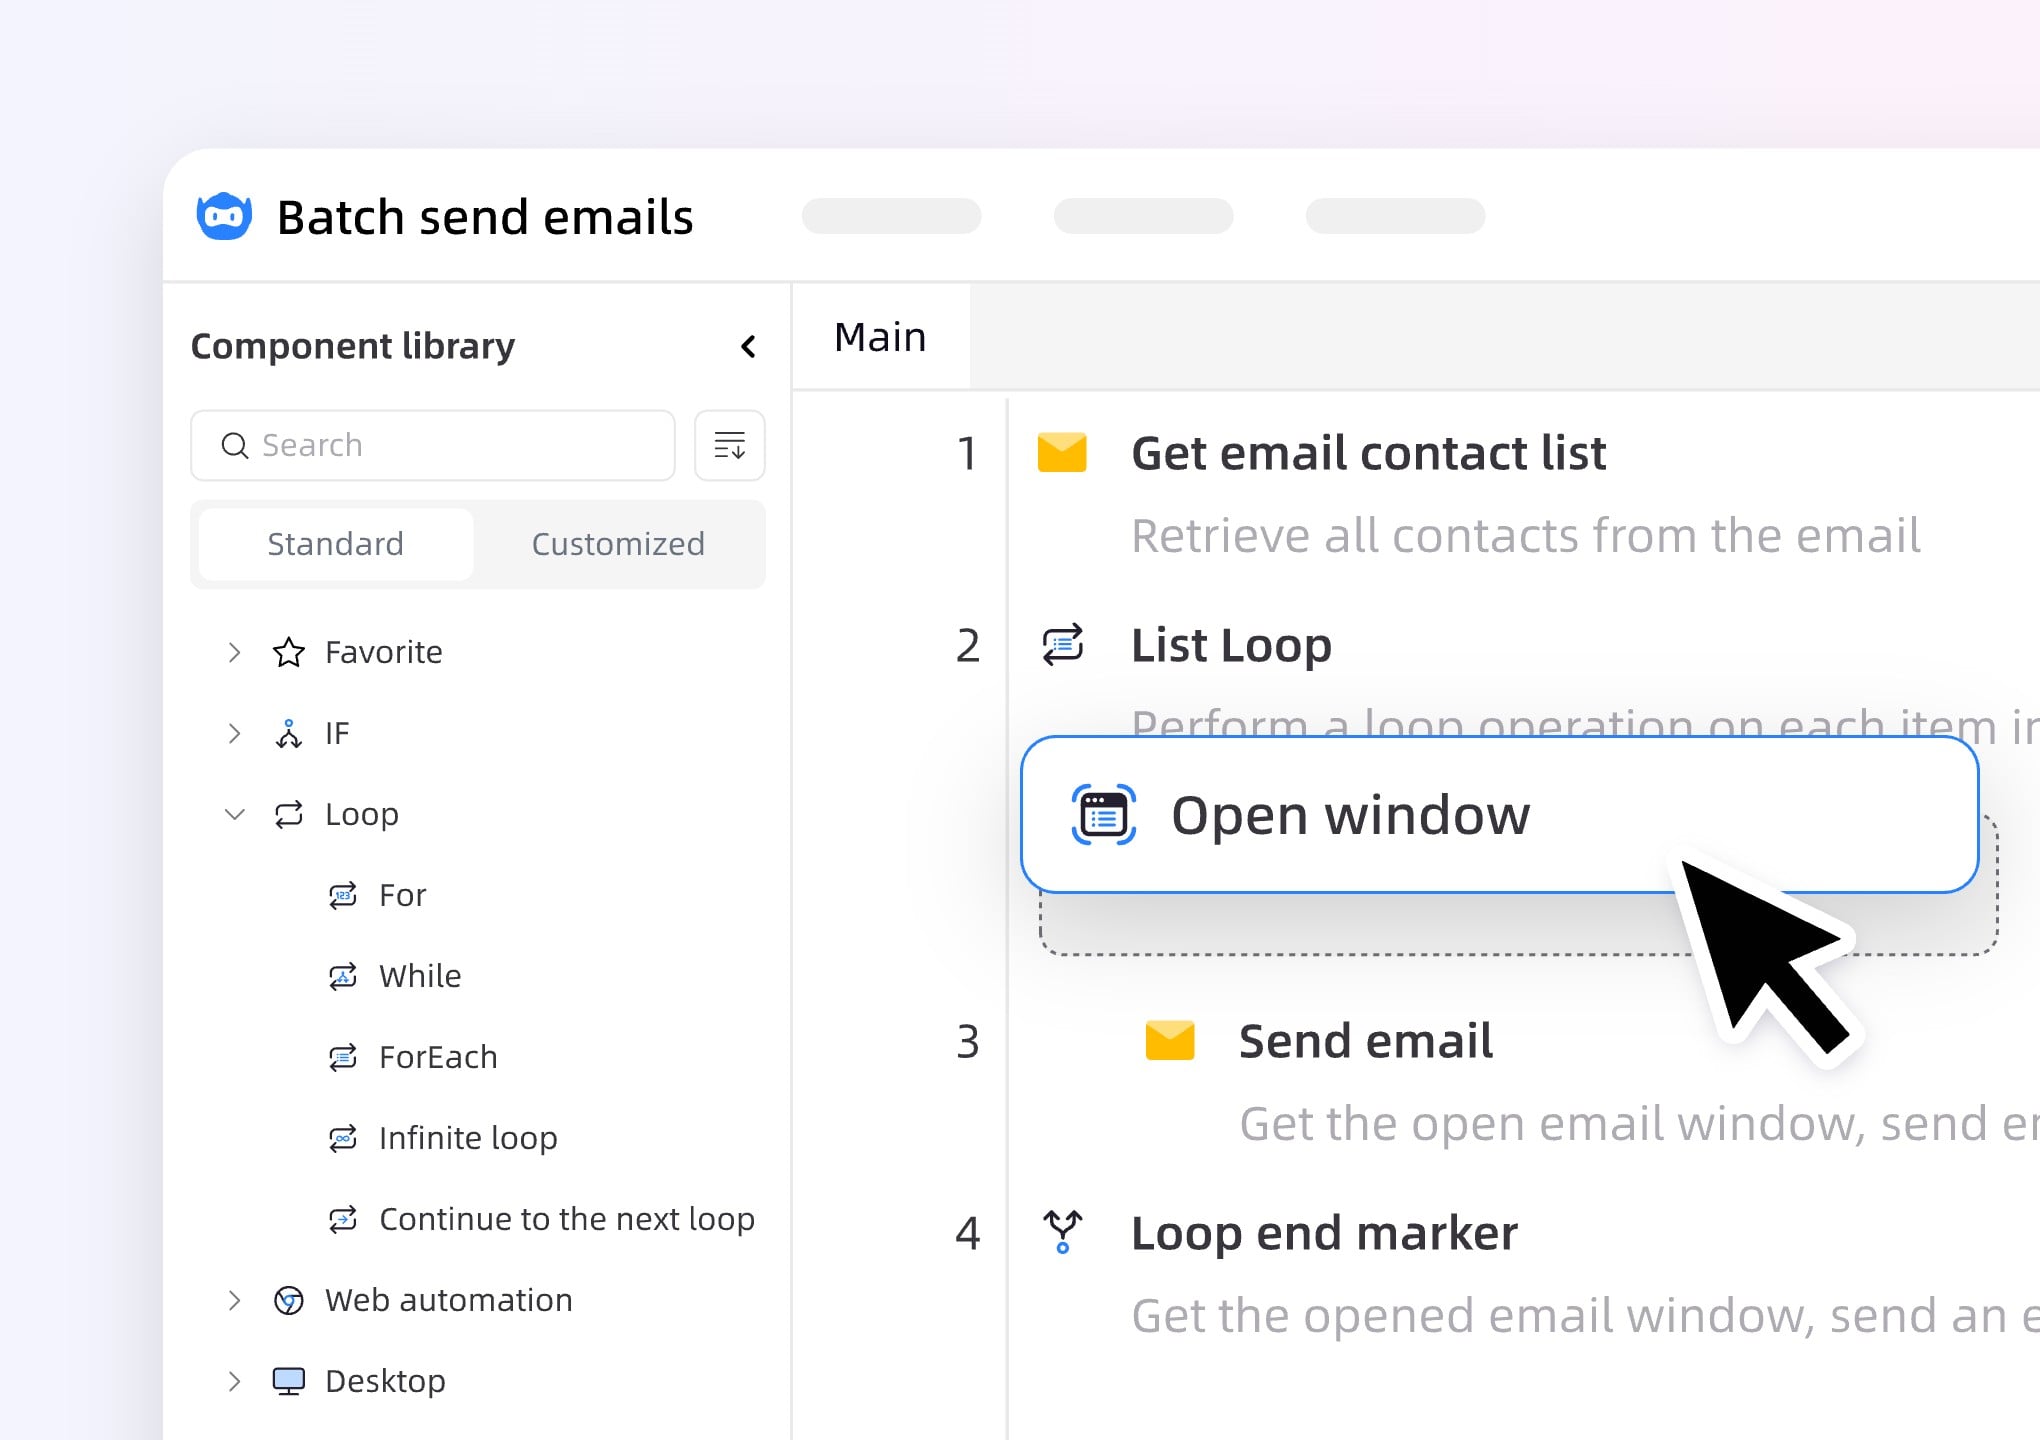 Batch send emails
Component library
Search
Standard
Customized
Favorite
IF
Loop
For
While
ForEach
Infinite loop
Continue to the next loop
Web automation
Desktop
Main
1
Get email contact list
Retrieve all contacts from the email
2
List Loop
Perform a loop operation on each item
Open window
3
Send email
Get the open email window, send
4
Loop end marker
Get the opened email window, send an